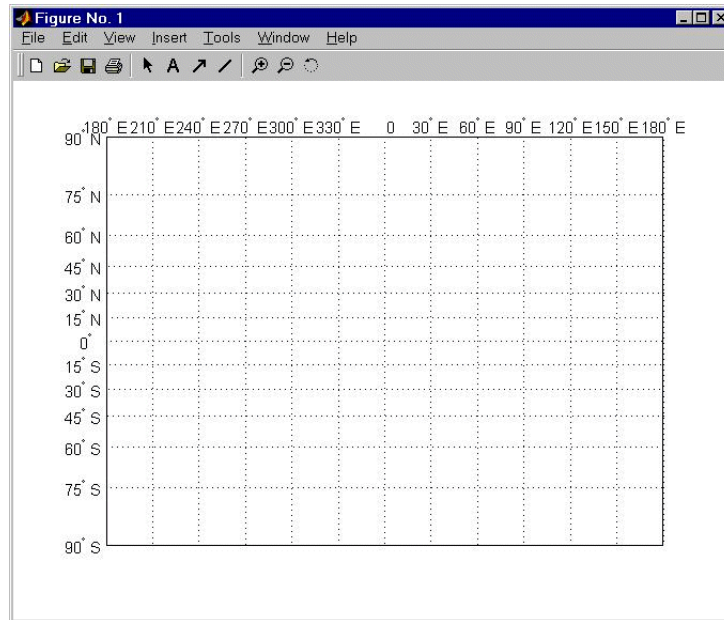 Figure No. 1
File Edit View Insert Tools Window Help
180° E 210° E 240° E 270° E 300° E 330° E 0 30° E 60° E 90° E 120° E 150° E 180° E
90° N
75° N
60° N
45° N
30° N
15° N
0°
15° S
30° S
45° S
60° S
75° S
90° S